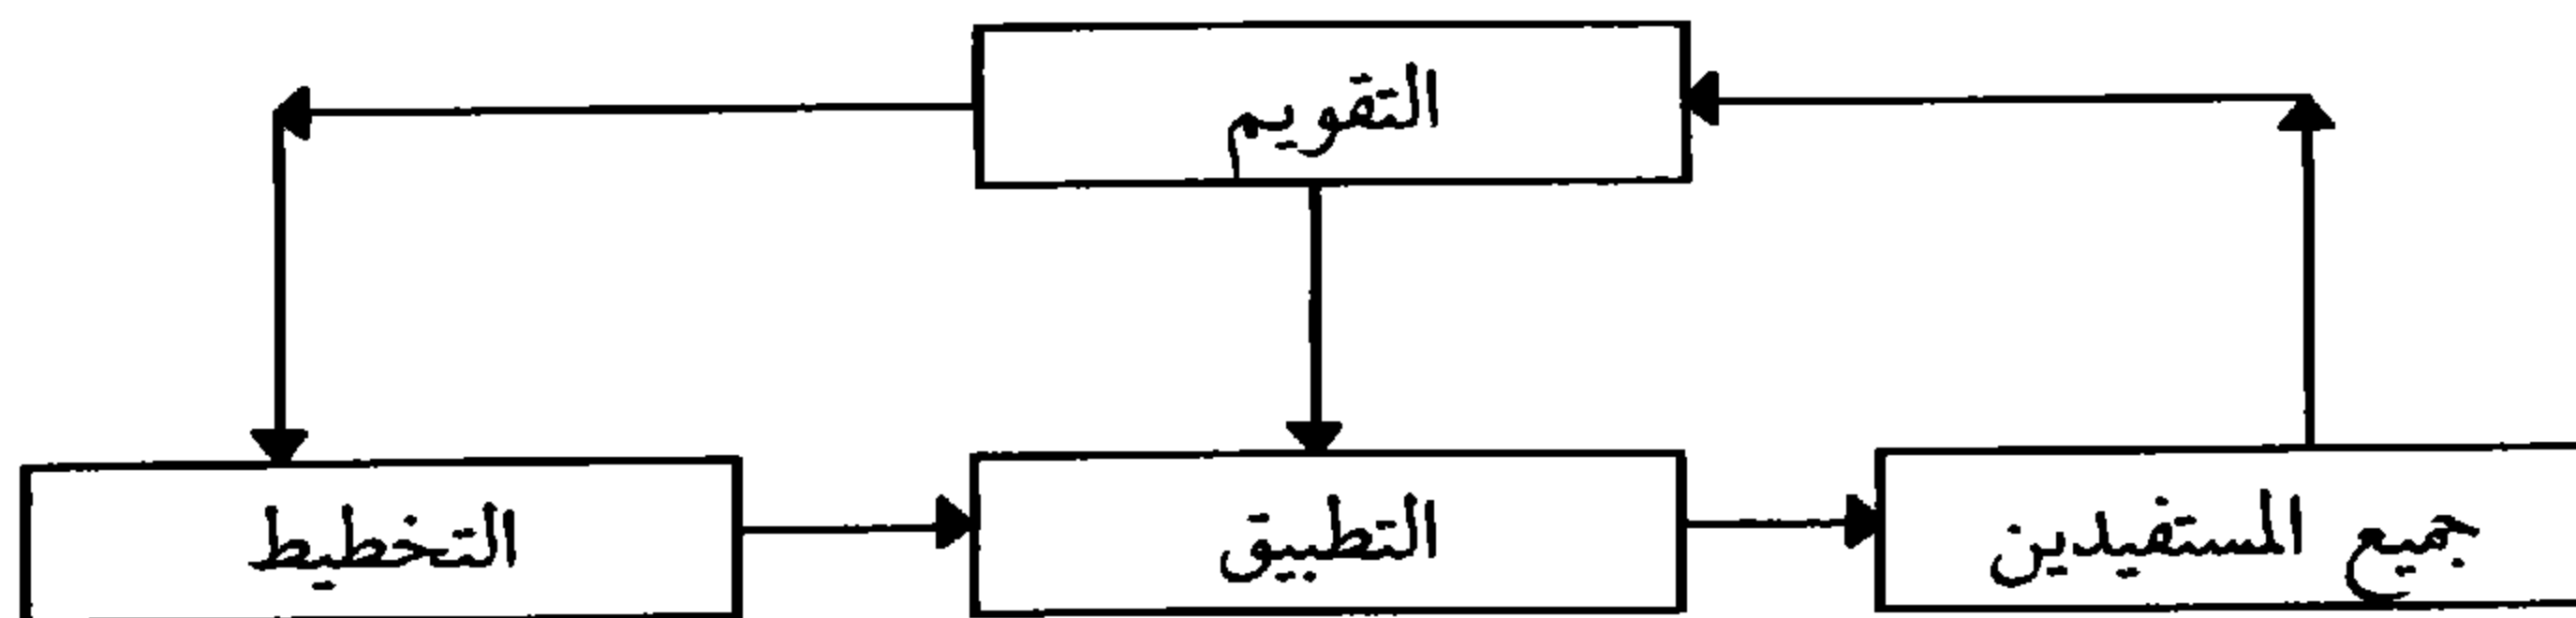 التقويم
جميع المستفيدين
التطبيق
التخطيط